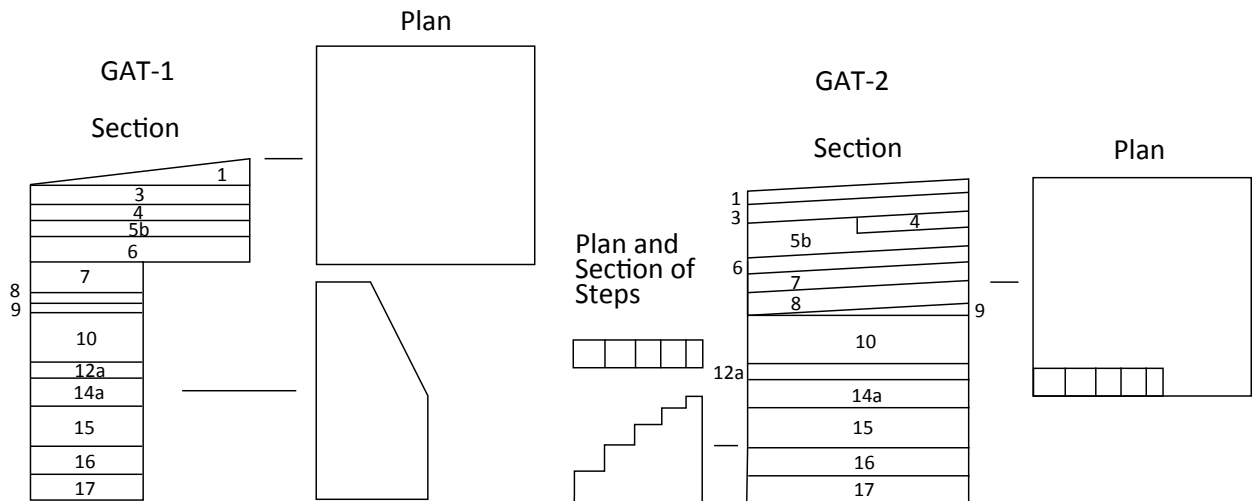 Plan
GAT-1
Section
1
3
4
5b
6
7
8
9
10
12a
14a
15
16
17
GAT-2
Section
Plan
1
3
4
5b
6
7
8
9
10
12a
14a
15
16
17
Plan and
Section of
Steps